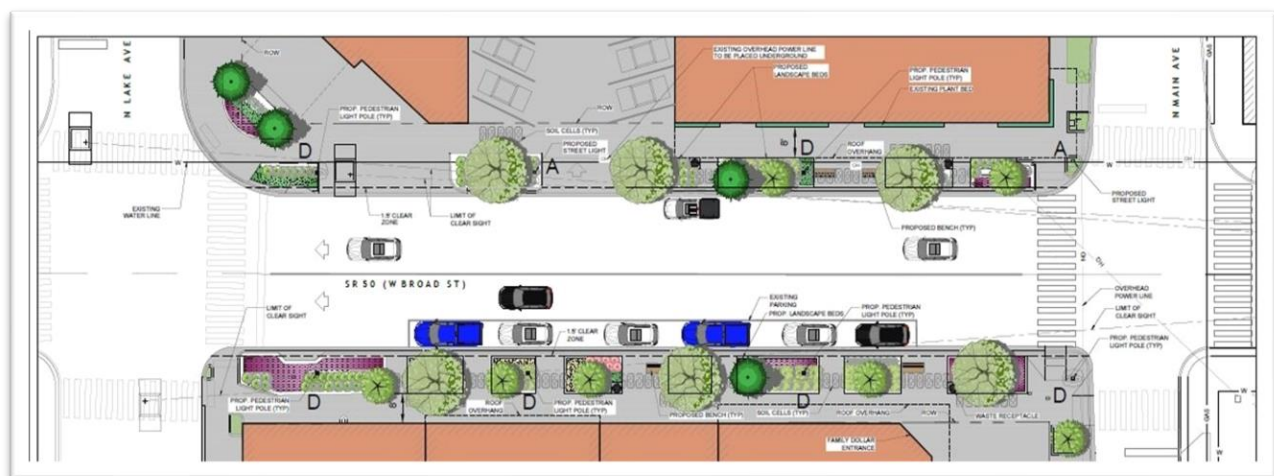 N LAKE AVE
ROW
EXISTING OVERHEAD POWER LINE
TO BE PLACED UNDERGROUND
PROPOSED
LANDSCAPE BEDS
PROP. PEDESTRIAN
LIGHT POLE (TYP)
EXISTING PLANT BED
N MAIN AVE
GAS
PROP. PEDESTRIAN
LIGHT POLE (TYP)
ROW
SOIL CELLS (TYP)
PROPOSED
STREET LIGHT
ROOF
OVERHANG
D
A
D
A
W
W
W
OH
EXISTING
WATER LINE
1.5' CLEAR
ZONE
LIMIT OF
CLEAR SIGHT
PROPOSED BENCH (TYP)
PROPOSED
STREET LIGHT
SR 50 (W BROAD ST)
OH
OH
LIMIT OF
CLEAR SIGHT
1.5' CLEAR
ZONE
EXISTING
PARKING
PROP. LANDSCAPE BEDS
PROP. PEDESTRIAN
LIGHT POLE (TYP)
OVERHEAD
POWER LINE
LIMIT OF
CLEAR SIGHT
PROP. PEDESTRIAN
LIGHT POLE (TYP)
PROP. PEDESTRIAN
LIGHT POLE (TYP)
D
ROOF
OVERHANG
D
PROP. PEDESTRIAN
LIGHT POLE (TYP)
PROPOSED BENCH (TYP)
SOIL CELLS (TYP)
D
ROOF OVERHANG
ROW
WASTE RECEPTACLE
D
FAMILY DOLLAR
ENTRANCE
GAS
W
W